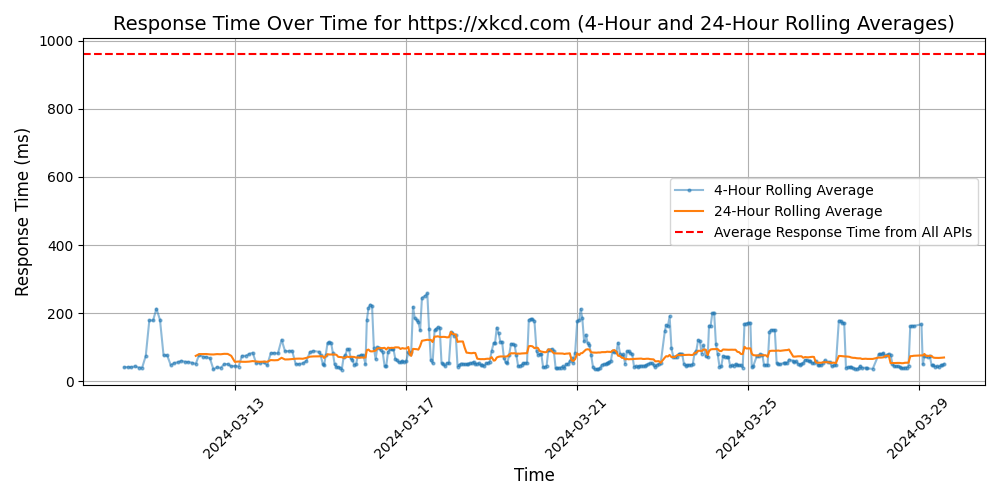 Response Time Over Time for https://xkcd.com (4-Hour and 24-Hour Rolling Averages)
Response Time (ms)
1000
800
600
400
200
0
4-Hour Rolling Average
24-Hour Rolling Average
Average Response Time from All APIs
2024-03-13
2024-03-17
2024-03-21
2024-03-25
2024-03-29
Time